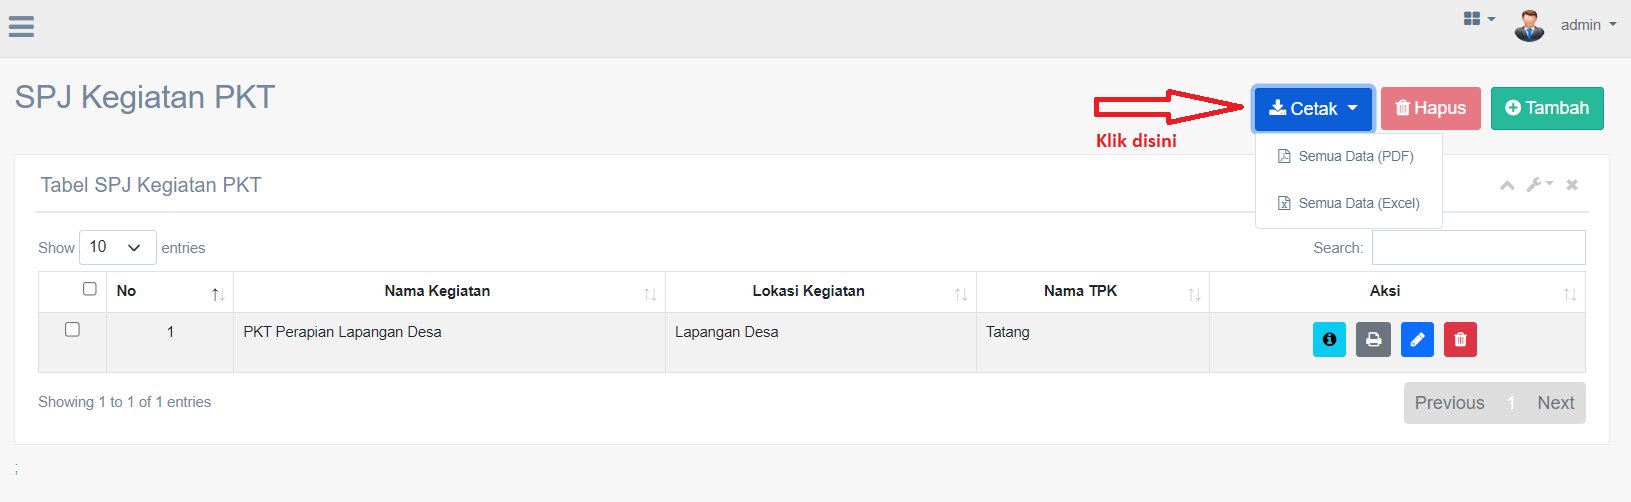 admin
SPJ Kegiatan PKT
Cetak Hapus Tambah
Klik disini
Semua Data (PDF)
Tabel SPJ Kegiatan PKT
Semua Data (Excel)
Show 10 entries Search:
No Nama Kegiatan Lokasi Kegiatan Nama TPK Aksi
1 PKT Perapian Lapangan Desa Lapangan Desa Tatang
Showing 1 to 1 of 1 entries Previous 1 Next
;